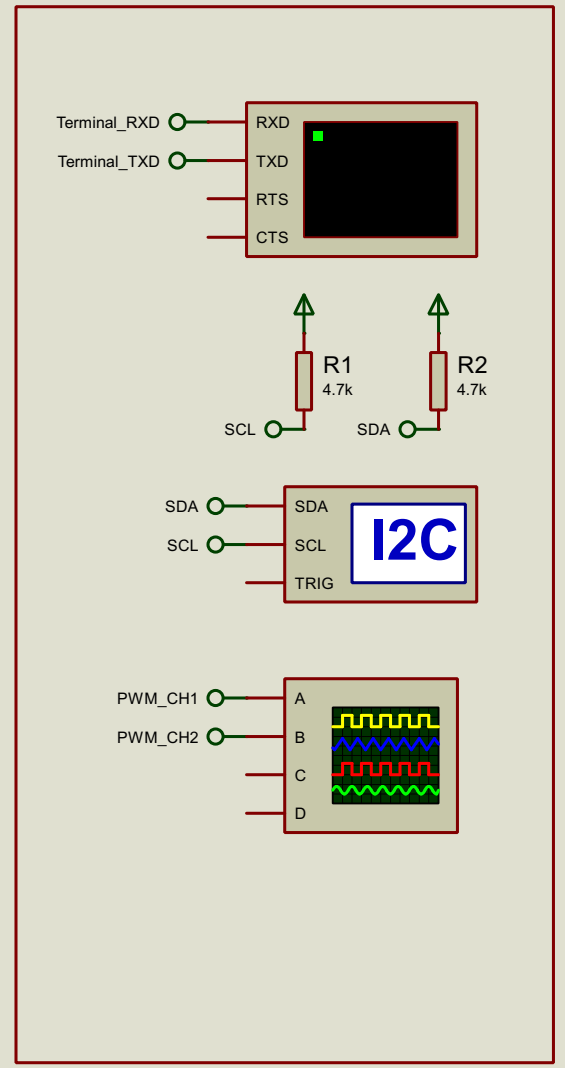 Terminal_RXD RXD
Terminal_TXD TXD
RTS
CTS
R1 R2
4.7k 4.7k
SCL SDA
SDA SDA
SCL SCL
TRIG
I2C
PWM_CH1 A
PWM_CH2 B
C
D